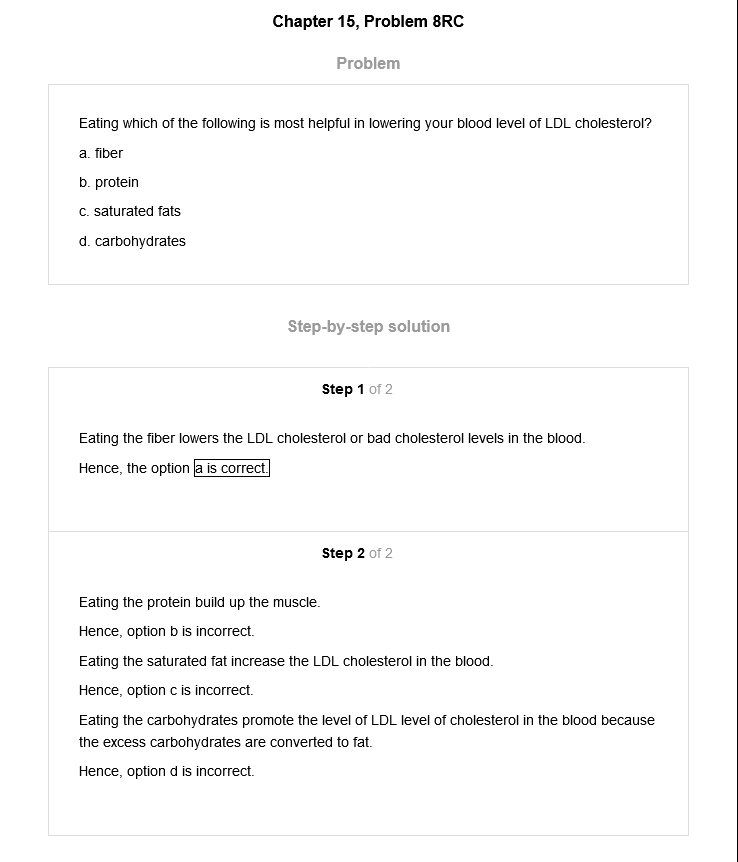 Chapter 15, Problem 8RC
Problem
Eating which of the following is most helpful in lowering your blood level of LDL cholesterol?
a. fiber
b. protein
c. saturated fats
d. carbohydrates
Step-by-step solution
Step 1 of 2
Eating the fiber lowers the LDL cholesterol or bad cholesterol levels in the blood.
Hence, the option a is correct.
Step 2 of 2
Eating the protein build up the muscle.
Hence, option b is incorrect.
Eating the saturated fat increase the LDL cholesterol in the blood.
Hence, option c is incorrect.
Eating the carbohydrates promote the level of LDL level of cholesterol in the blood because
the excess carbohydrates are converted to fat.
Hence, option d is incorrect.